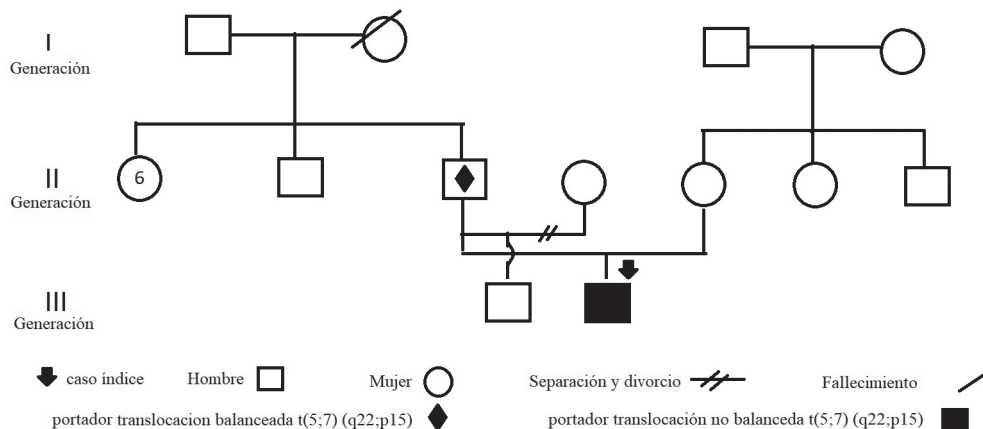 I
Generación
6
II
Generación
III
Generación
caso índice
Hombre
Mujer
Separación y divorcio
Fallecimiento
portador translocacion balanceada t(5;7) (q22;p15)
portador translocación no balanceda t(5;7) (q22;p15)